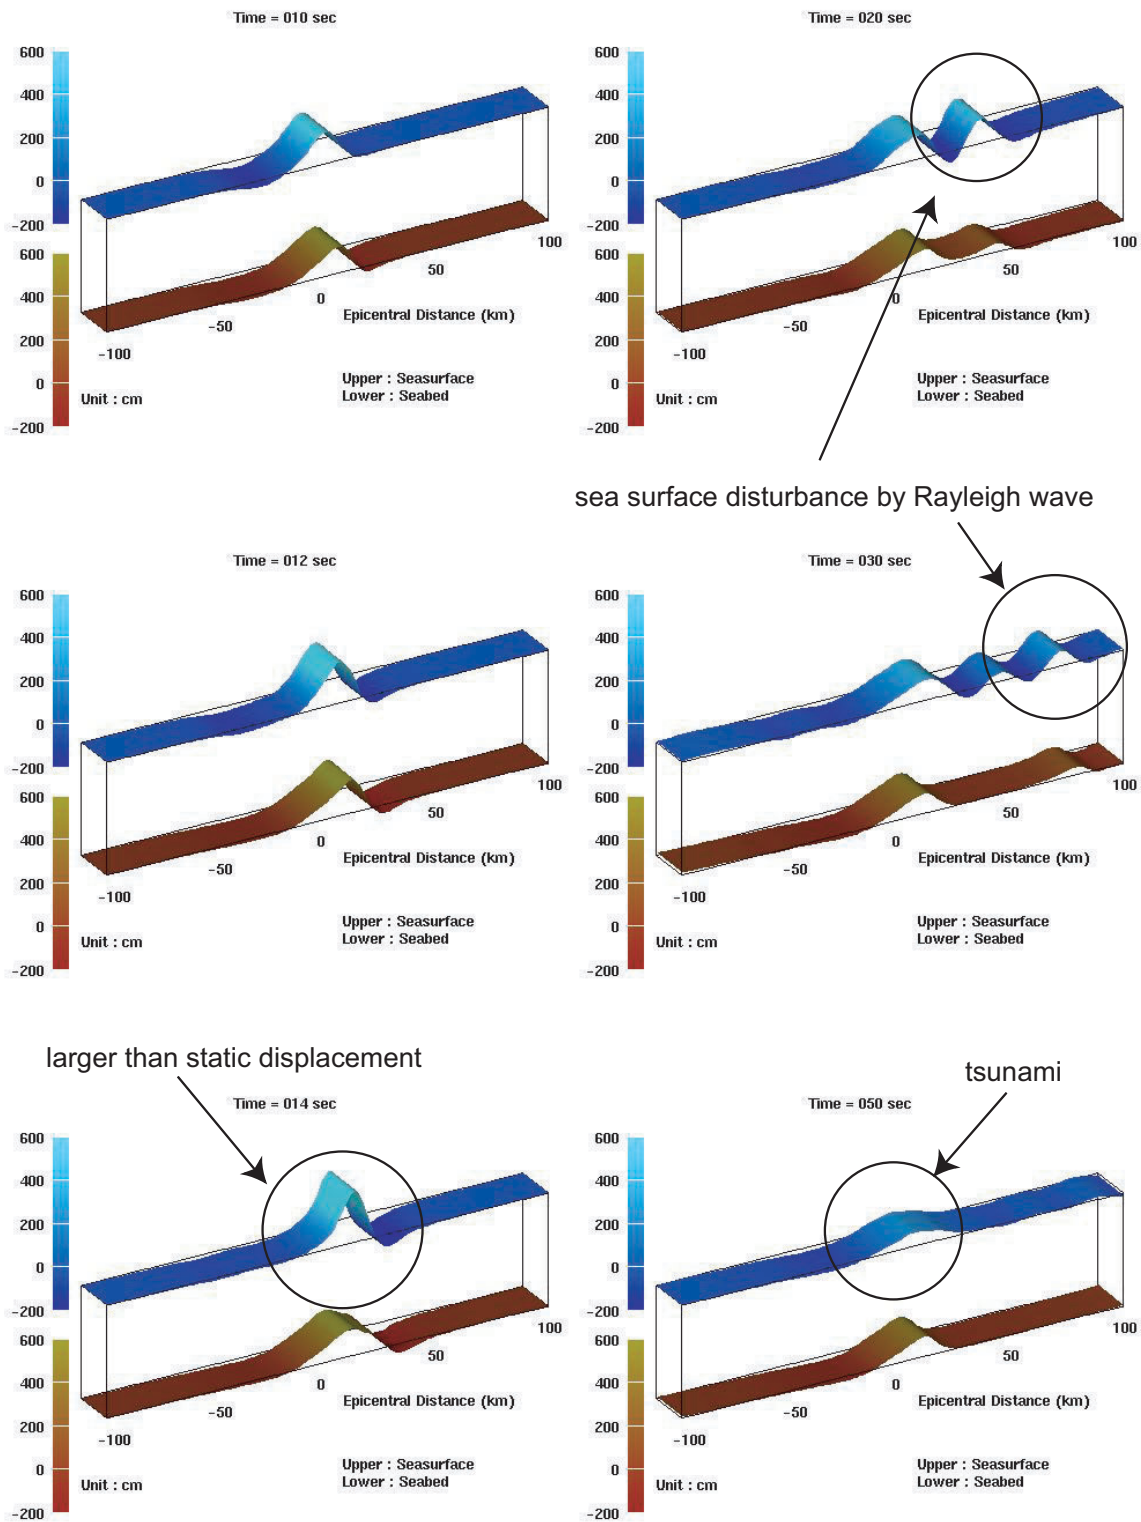 Time = 010 sec
600
400
200
0
-200
600
400
200
0
-200
100
50
0
-50
-100
Epicentral Distance (km)
Unit : cm
Upper : Seasurface
Lower : Seabed
Time = 020 sec
600
400
200
0
-200
600
400
200
0
-200
100
50
0
-50
-100
Epicentral Distance (km)
Unit : cm
Upper : Seasurface
Lower : Seabed
sea surface disturbance by Rayleigh wave
Time = 012 sec
600
400
200
0
-200
600
400
200
0
-200
100
50
0
-50
-100
Epicentral Distance (km)
Unit : cm
Upper : Seasurface
Lower : Seabed
Time = 030 sec
600
400
200
0
-200
600
400
200
0
-200
100
50
0
-50
-100
Epicentral Distance (km)
Unit : cm
Upper : Seasurface
Lower : Seabed
larger than static displacement
Time = 014 sec
600
400
200
0
-200
600
400
200
0
-200
100
50
0
-50
-100
Epicentral Distance (km)
Unit : cm
Upper : Seasurface
Lower : Seabed
tsunami
Time = 050 sec
600
400
200
0
-200
600
400
200
0
-200
100
50
0
-50
-100
Epicentral Distance (km)
Unit : cm
Upper : Seasurface
Lower : Seabed